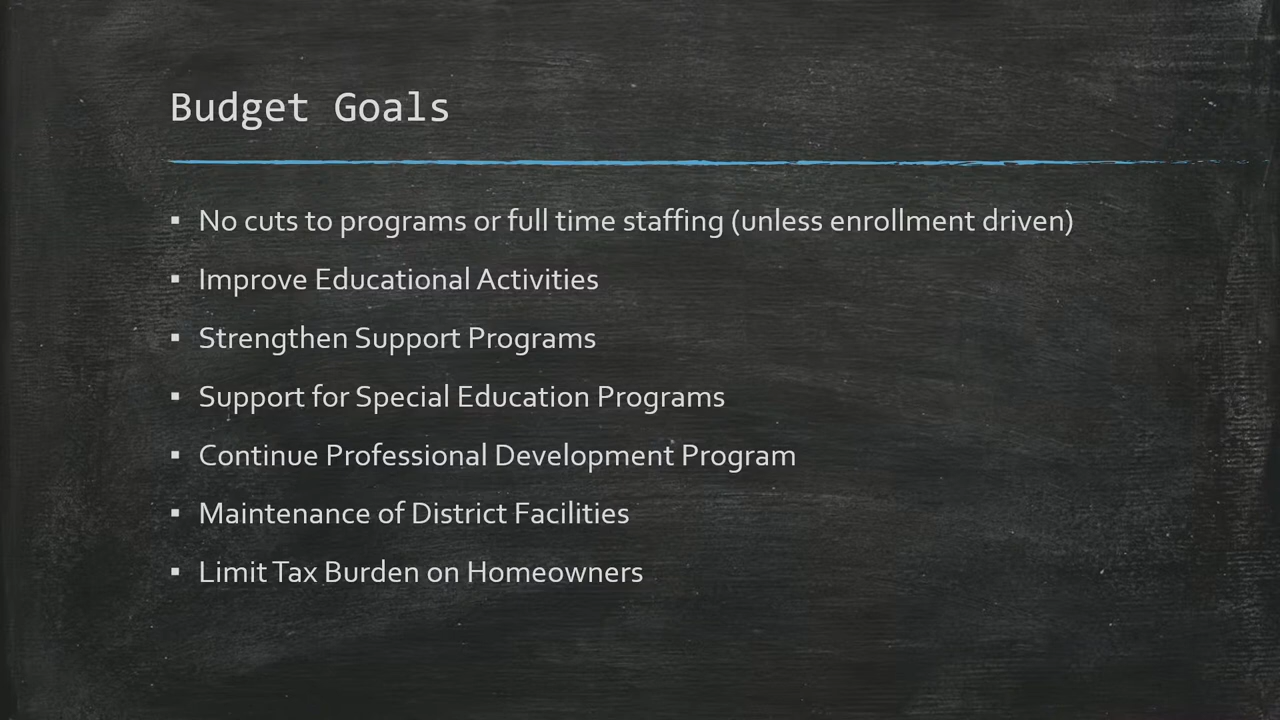 Budget Goals
▪ No cuts to programs or full time staffing (unless enrollment driven)
▪ Improve Educational Activities
▪ Strengthen Support Programs
▪ Support for Special Education Programs
▪ Continue Professional Development Program
▪ Maintenance of District Facilities
▪ Limit Tax Burden on Homeowners